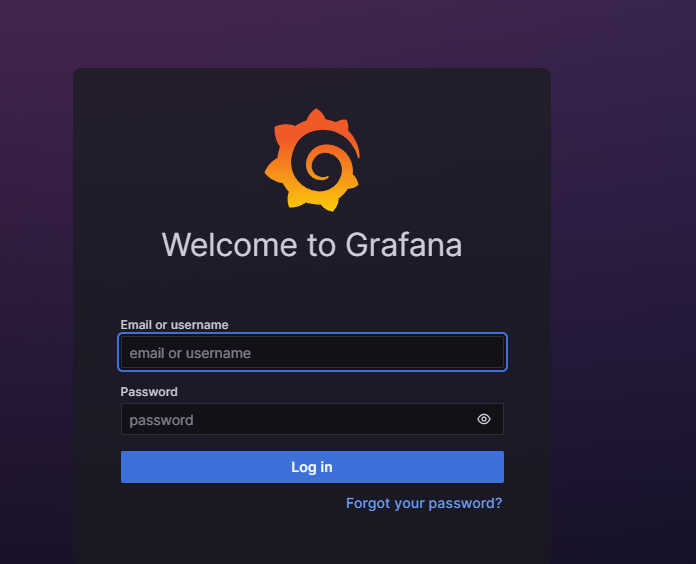 Welcome to Grafana
Email or username
email or username
Password
password
Log in
Forgot your password?